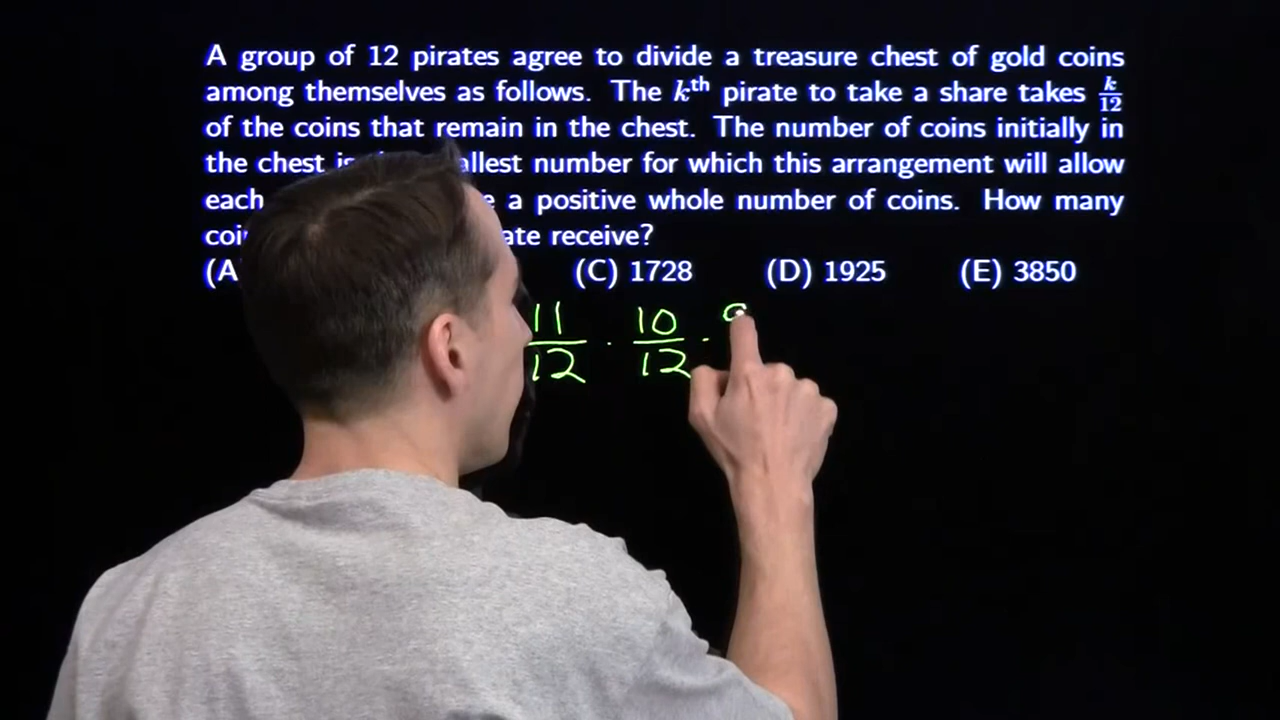 A group of 12 pirates agree to divide a treasure chest of gold coins
among themselves as follows. The kᵗʰ pirate to take a share takes k/12
of the coins that remain in the chest. The number of coins initially in
the chest number for which this arrangement will allow
each a positive whole number of coins. How many
receive?
(C) 1728 (D) 1925 (E) 3850
11/12 · 10/12 ·